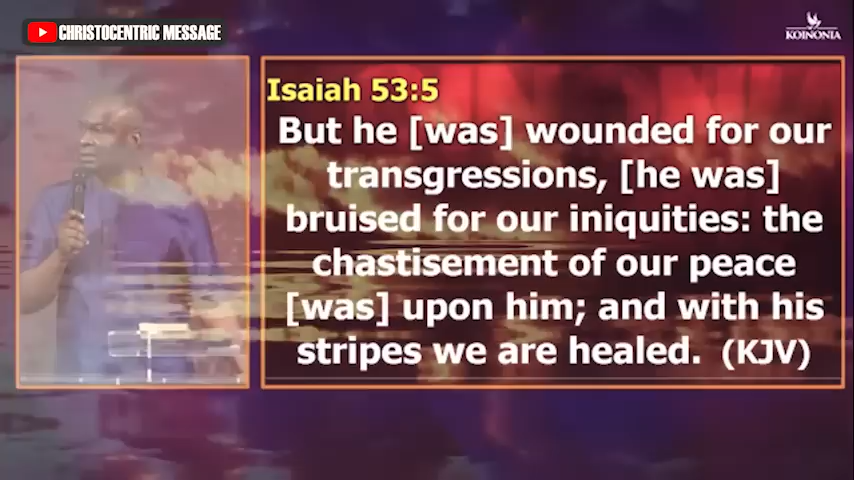 CHRISTOCENTRIC MESSAGE
KOINONIA
Isaiah 53:5
But he [was] wounded for our
transgressions, [he was]
bruised for our iniquities: the
chastisement of our peace
[was] upon him; and with his
stripes we are healed. (KJV)